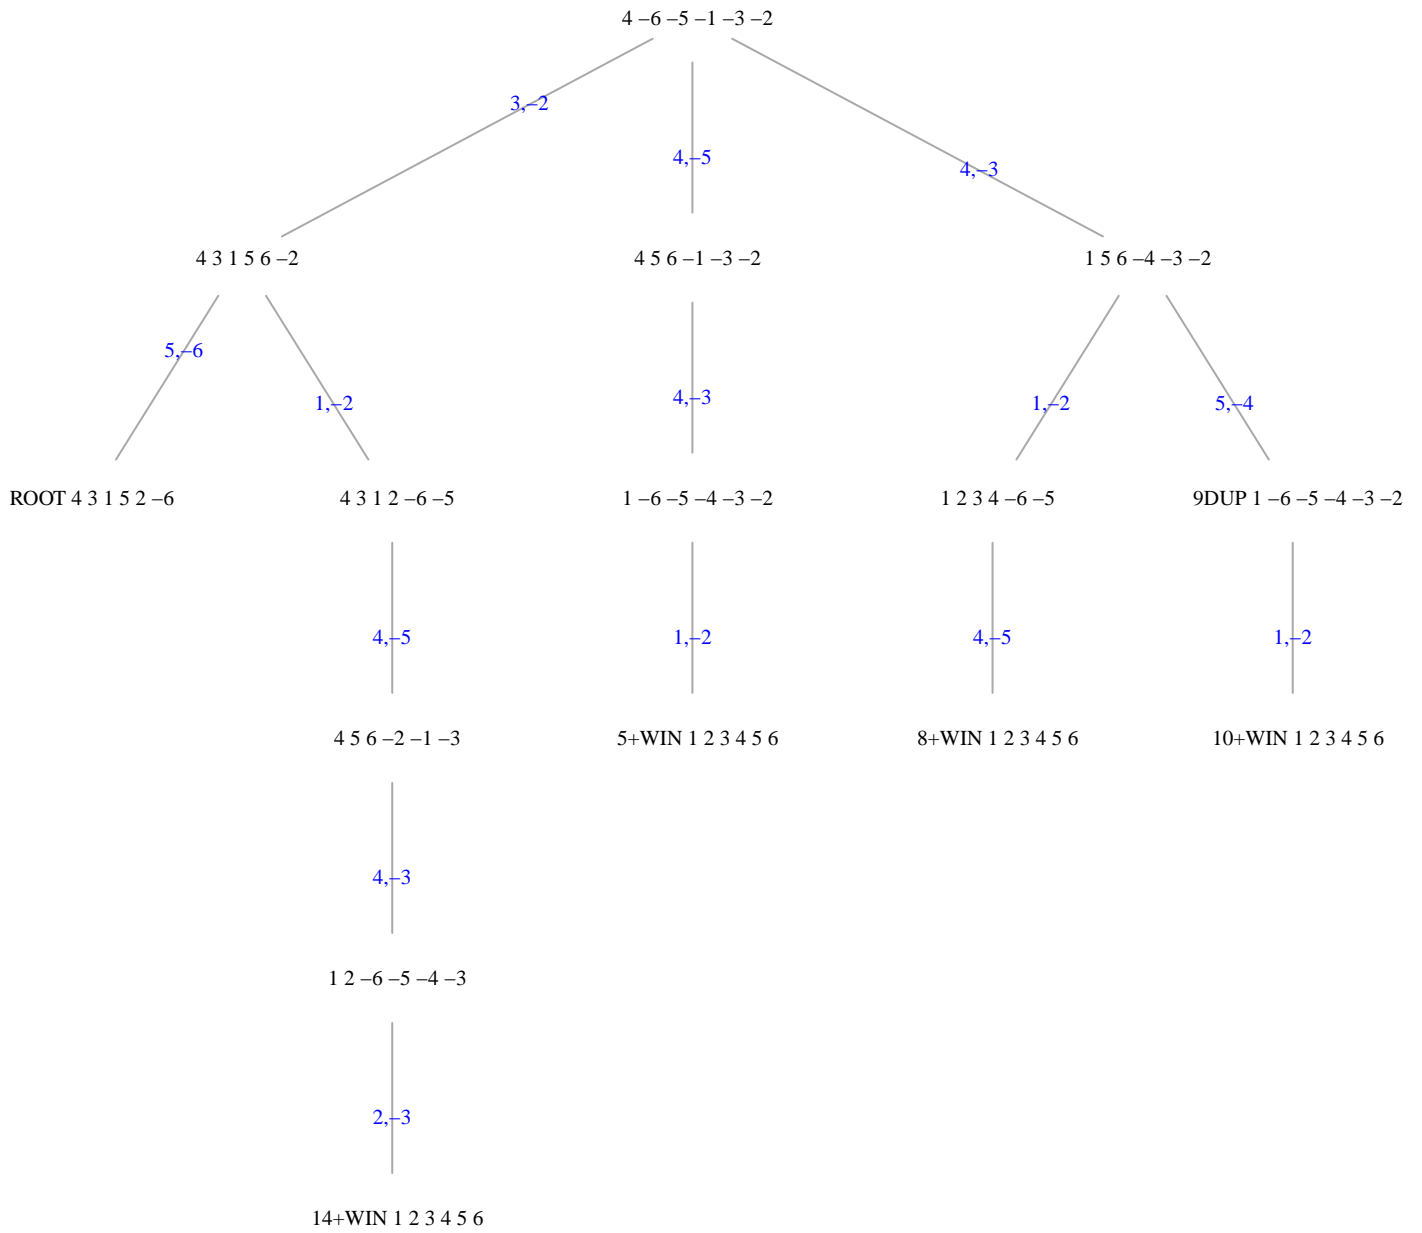 4 –6 –5 –1 –3 –2
3,–2
4,–5
4,–3
4 3 1 5 6 –2
4 5 6 –1 –3 –2
1 5 6 –4 –3 –2
5,–6
1,–2
4,–3
1,–2
5,–4
ROOT 4 3 1 5 2 –6
4 3 1 2 –6 –5
1 –6 –5 –4 –3 –2
1 2 3 4 –6 –5
9DUP 1 –6 –5 –4 –3 –2
4,–5
1,–2
4,–5
1,–2
4 5 6 –2 –1 –3
5+WIN 1 2 3 4 5 6
8+WIN 1 2 3 4 5 6
10+WIN 1 2 3 4 5 6
4,–3
1 2 –6 –5 –4 –3
2,–3
14+WIN 1 2 3 4 5 6